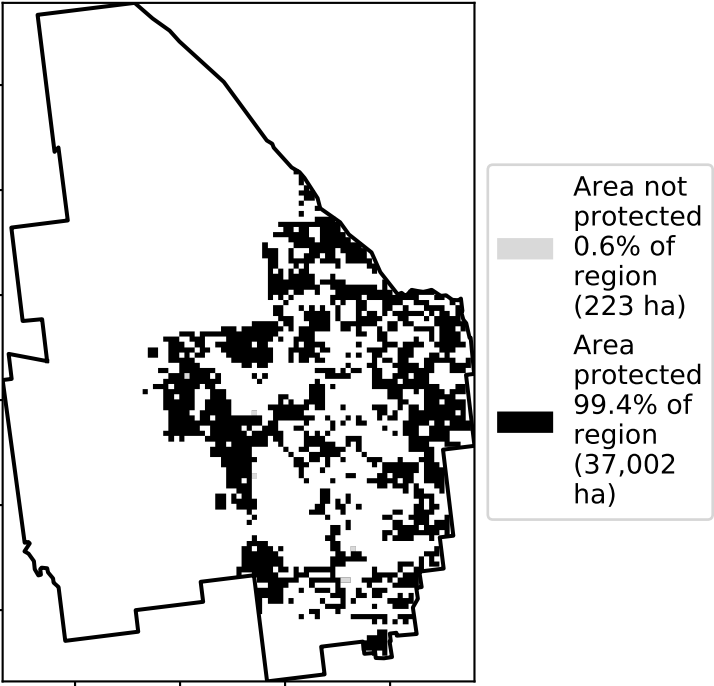 Area not
protected
0.6% of
region
(223 ha)
Area
protected
99.4% of
region
(37,002
ha)